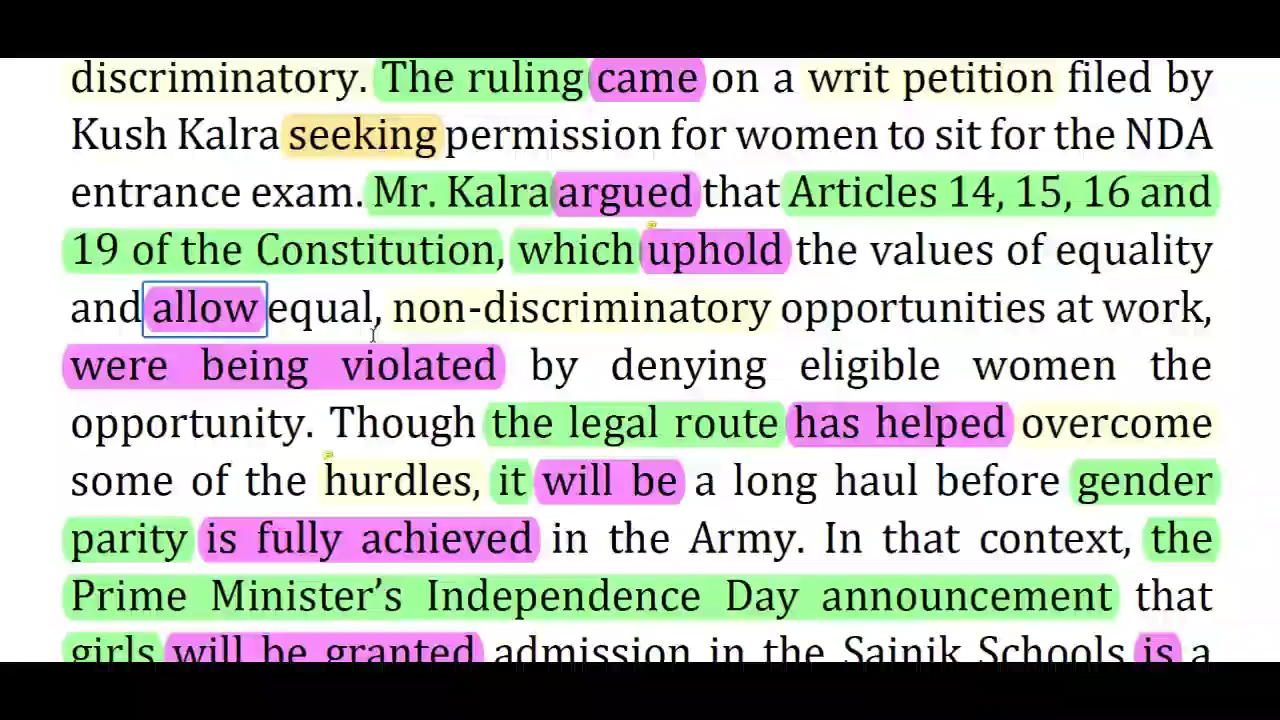 discriminatory. The ruling came on a writ petition filed by
Kush Kalra seeking permission for women to sit for the NDA
entrance exam. Mr. Kalra argued that Articles 14, 15, 16 and
19 of the Constitution, which uphold the values of equality
and allow equal, non-discriminatory opportunities at work,
were being violated by denying eligible women the
opportunity. Though the legal route has helped overcome
some of the hurdles, it will be a long haul before gender
parity is fully achieved in the Army. In that context, the
Prime Minister’s Independence Day announcement that
girls will be granted admission in the Sainik Schools is a